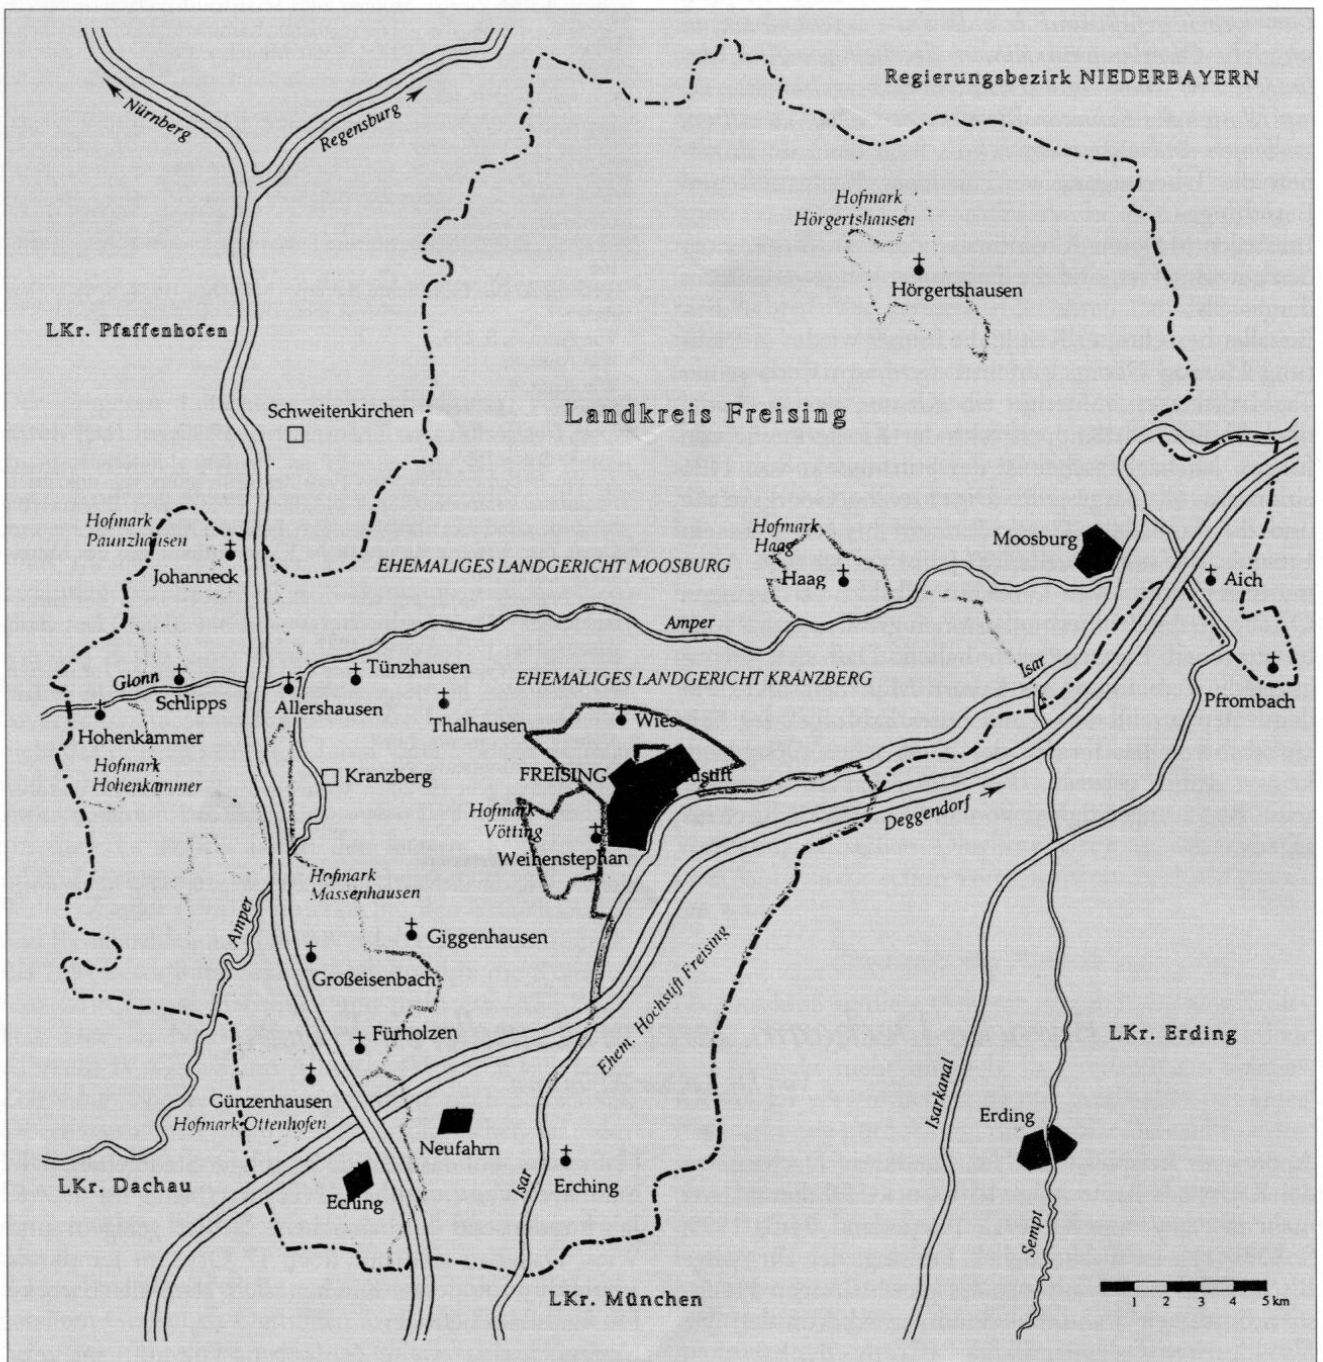 Regierungsbezirk NIEDERBAYERN
Nürnberg
Regensburg
Hofmark
Hörgertshausen
Hörgertshausen
LKr. Pfaffenhofen
Schweitenkirchen
Landkreis Freising
Hofmark
Paunzhausen
Johanneck
EHEMALIGES LANDGERICHT MOOSBURG
Hofmark
Haag
Haag
Moosburg
Aich
Amper
Glonn
Schlipps
Tünzhausen
Allershausen
EHEMALIGES LANDGERICHT KRANZBERG
Isar
Pfrombach
Hohenkammer
Thalhausen
Wies
Hofmark
Hohenkammer
Kranzberg
FREISING
Hofmark
Vötting
Weihenstephan
Deggendorf
Hofmark
Massenhausen
Amper
Giggenhausen
Großeisenbach
Ehem. Hochstift Freising
Fürholzen
LKr. Erding
Günzenhausen
Hofmark Ottenhofen
Neufahrn
Isarkanal
Erding
LKr. Dachau
Eching
Isar
Erching
Sempt
LKr. München
1 2 3 4 5 km